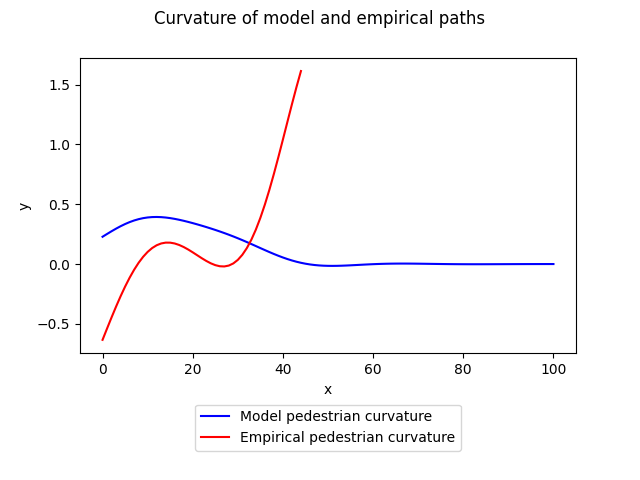 Curvature of model and empirical paths
1.5
1.0
y
0.5
0.0
−0.5
0 20 40 60 80 100
x
Model pedestrian curvature
Empirical pedestrian curvature